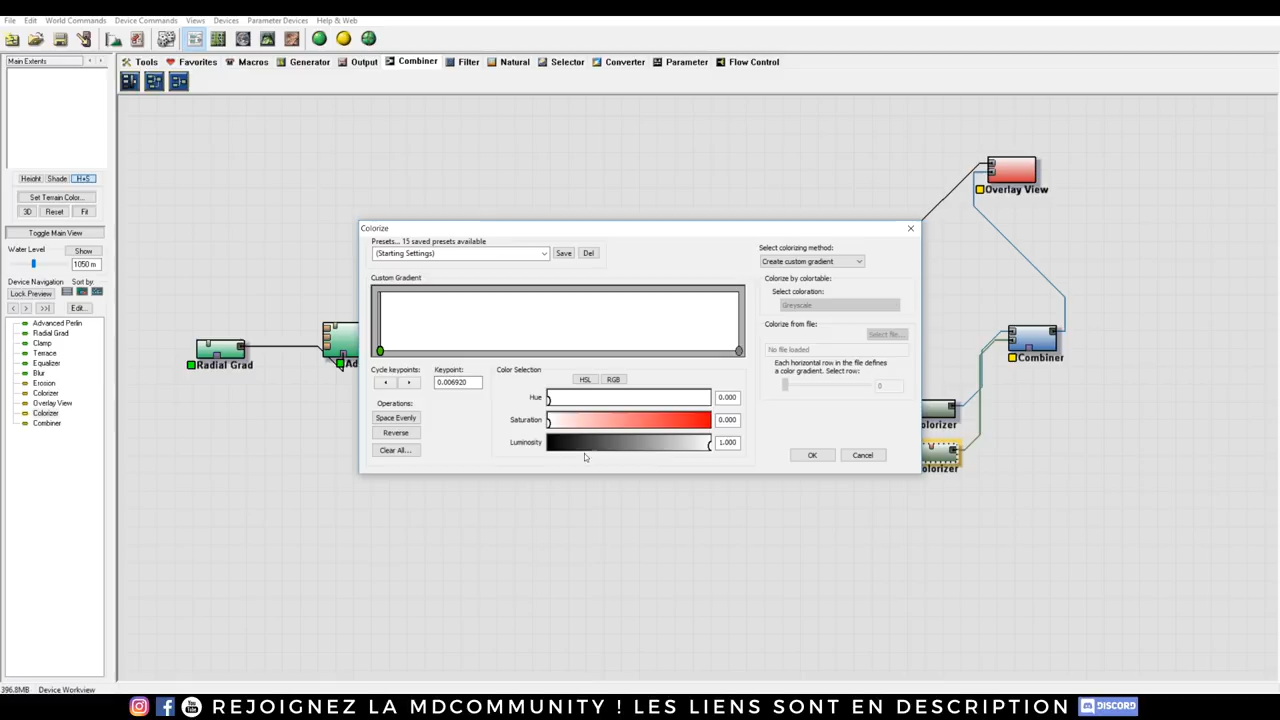 File Edit World Commands Device Commands Views Devices Parameter Devices Help & Web
Main Extents
Tools Favorites Macros Generator Output Combiner Filter Natural Selector Converter Parameter Flow Control
Height Shade H+S
Set Terrain Color...
3D Reset Fit
Toggle Main View
Water Level Show
1050 m
Device Navigation Sort by:
Lock Preview
< > >>| Edit...
Advanced Perlin
Radial Grad
Clamp
Terrace
Equalizer
Blur
Erosion
Colorizer
Overlay View
Colorizer
Combiner
Radial Grad
Ad
Overlay View
Combiner
olorizer
olorizer
Colorize
Presets... 15 saved presets available
(Starting Settings) Save Del
Custom Gradient
Cycle keypoints: Keypoint:
0.006920
Operations:
Space Evenly
Reverse
Clear All...
Color Selection
HSL RGB
Hue 0.000
Saturation 0.000
Luminosity 1.000
Select colorizing method:
Create custom gradient
Colorize by colortable:
Select coloration:
Greyscale
Colorize from file: Select file...
No file loaded
Each horizontal row in the file defines
a color gradient. Select row:
0
OK Cancel
396.8MB Device Workview
REJOIGNEZ LA MDCOMMUNITY ! LES LIENS SONT EN DESCRIPTION DISCORD